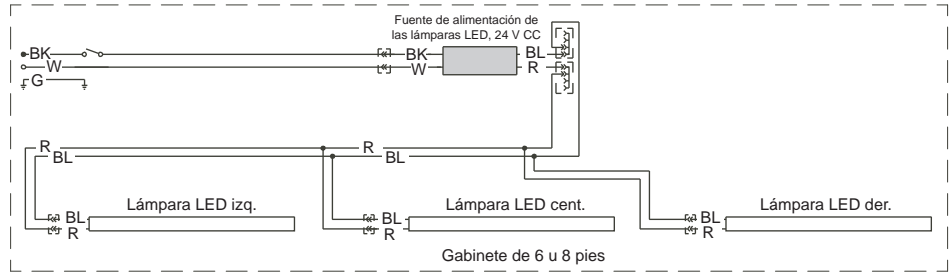 Fuente de alimentación de
las lámparas LED, 24 V CC
BK
BK
BL
W
W
R
G
R
R
BL
BL
Lámpara LED izq.
Lámpara LED cent.
Lámpara LED der.
BL
BL
BL
R
R
R
Gabinete de 6 u 8 pies